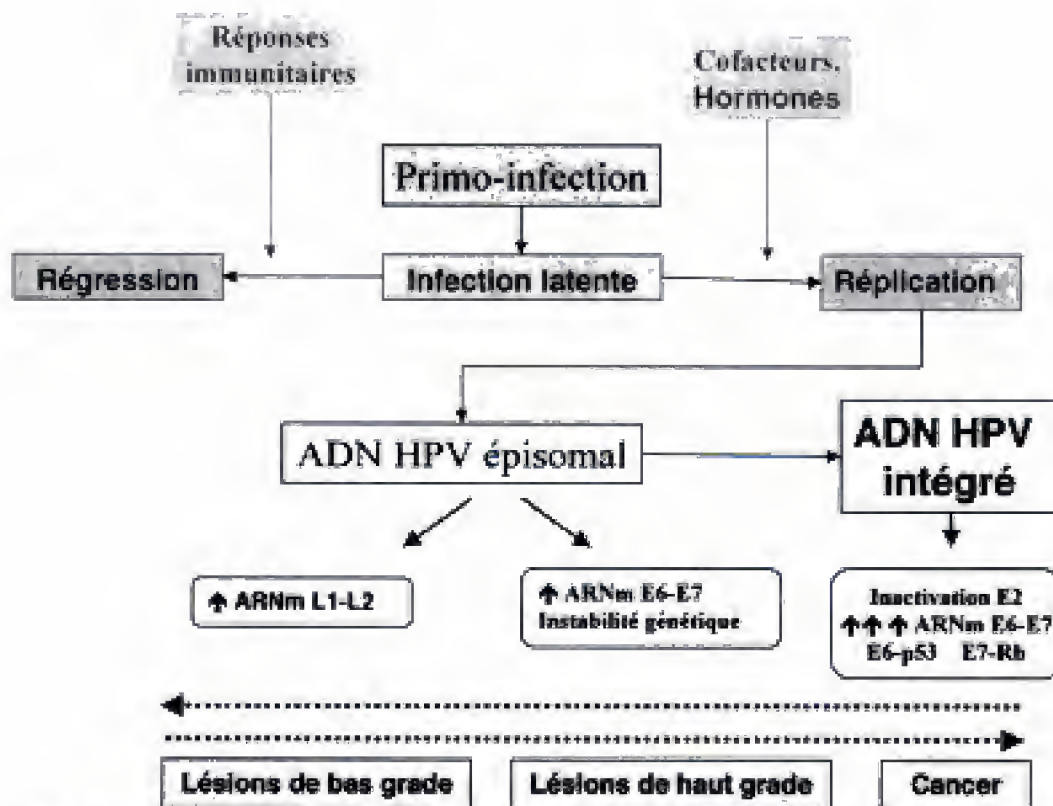 Réponses
immunitaires
Cofacteurs,
Hormones
Primo-infection
Régression
Infection latente
Réplication
ADN HPV épisomal
ADN HPV
intégré
↑ ARNm L1-L2
↑ ARNm E6-E7
Instabilité génétique
Inactivation E2
↑↑↑ ARNm E6-E7
E6-p53 E7-Rb
Lésions de bas grade
Lésions de haut grade
Cancer